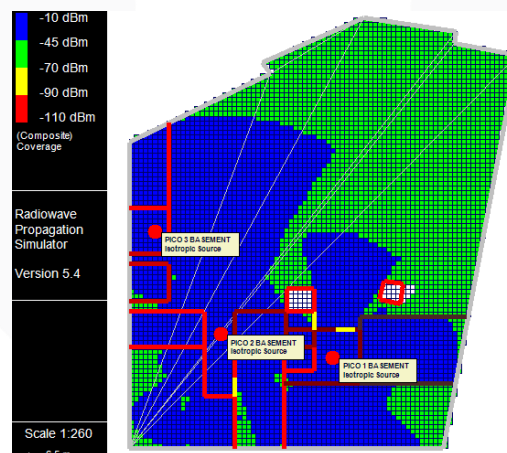 -10 dBm
-45 dBm
-70 dBm
-90 dBm
-110 dBm
(Composite)
Coverage
Radiowave
Propagation
Simulator
Version 5.4
Scale 1:260
PICO 3 BASEMENT
Isotropic Source
PICO 2 BASEMENT
Isotropic Source
PICO 1 BASEMENT
Isotropic Source